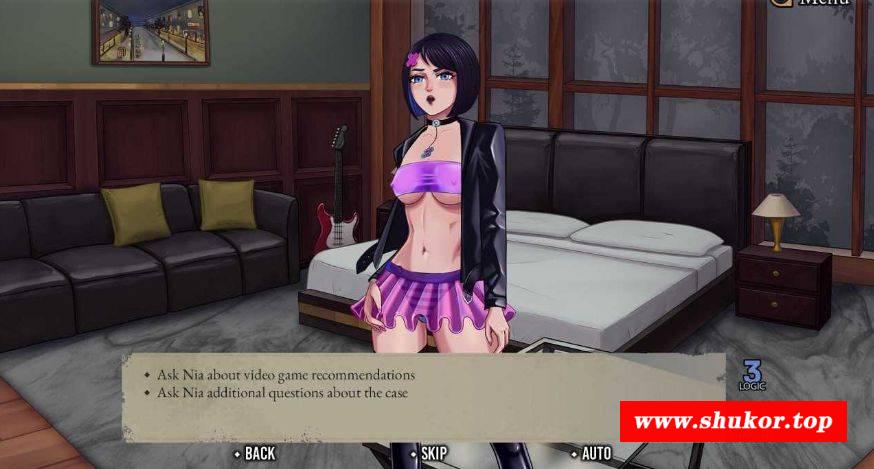 Menu
Ask Nia about video game recommendations
Ask Nia additional questions about the case
3
LOGIC
www.shukor.top
BACK
SKIP
AUTO